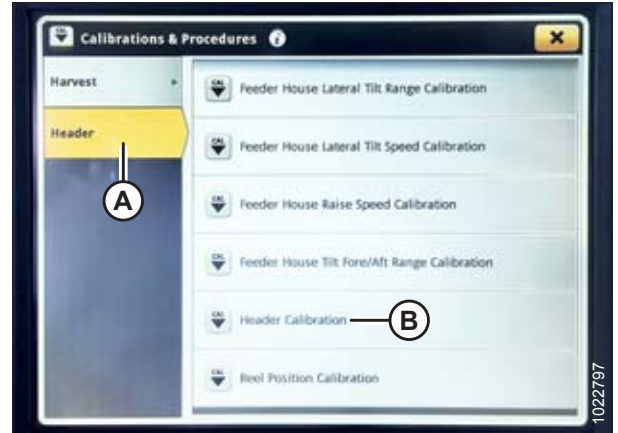 Calibrations & Procedures
Harvest
Feeder House Lateral Tilt Range Calibration
Header
Feeder House Lateral Tilt Speed Calibration
A
Feeder House Raise Speed Calibration
Feeder House Tilt Fore/Aft Range Calibration
Header Calibration
B
Reel Position Calibration
1022797